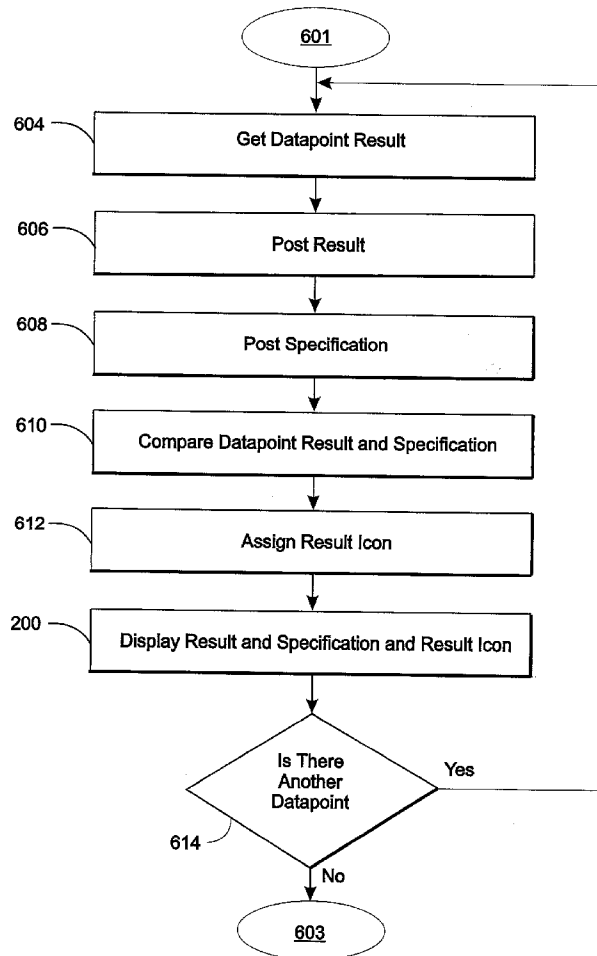 601
604
Get Datapoint Result
606
Post Result
608
Post Specification
610
Compare Datapoint Result and Specification
612
Assign Result Icon
200
Display Result and Specification and Result Icon
Is There
Another
Datapoint
Yes
614
No
603